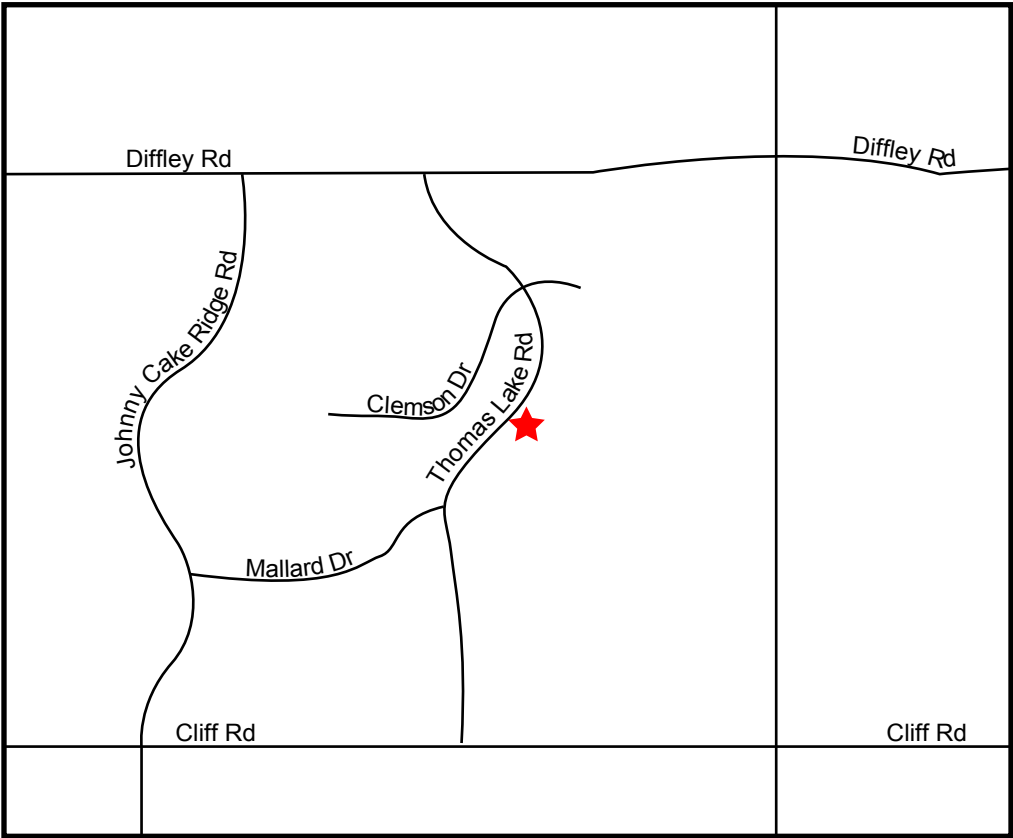 Diffley Rd
Diffley Rd
Johnny Cake Ridge Rd
Clemson Dr
Thomas Lake Rd
Mallard Dr
Cliff Rd
Cliff Rd